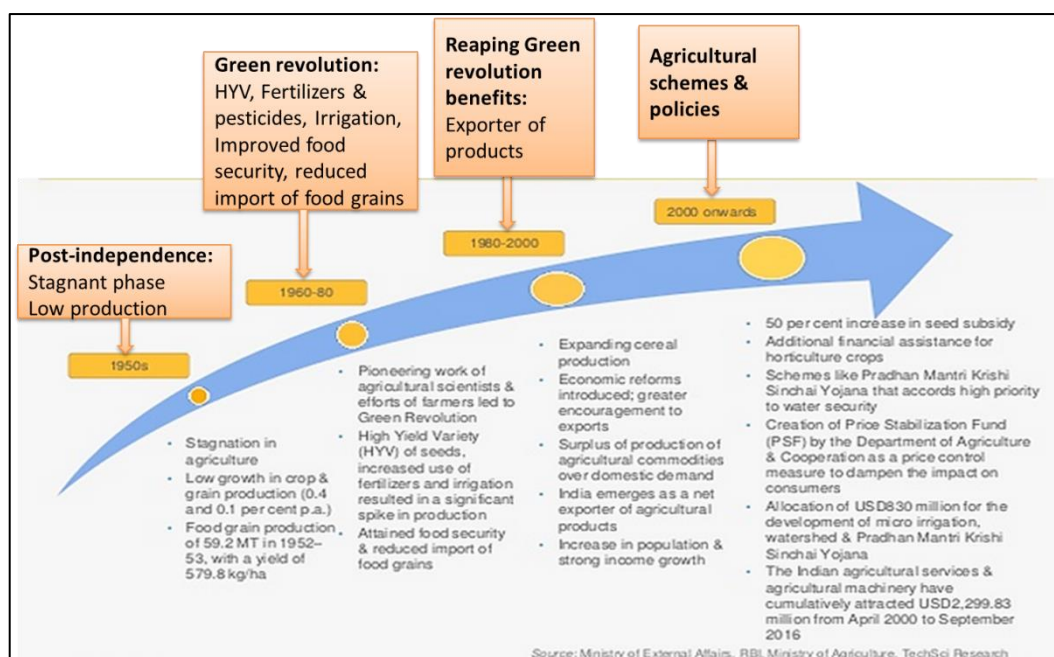 Post-independence:
Stagnant phase
Low production
1950s
Stagnation in
agriculture
Low growth in crop &
grain production (0.4
and 0.1 per cent p.a.)
Food grain production
of 59.2 MT in 1952–
53, with a yield of
579.8 kg/ha
Green revolution:
HYV, Fertilizers &
pesticides, Irrigation,
Improved food
security, reduced
import of food grains
1960-80
Pioneering work of
agricultural scientists &
efforts of farmers led to
Green Revolution
High Yield Variety
(HYV) of seeds,
increased use of
fertilizers and irrigation
resulted in a significant
spike in production
Attained food security
& reduced import of
food grains
Reaping Green
revolution
benefits:
Exporter of
products
1980-2000
Expanding cereal
production
Economic reforms
introduced; greater
encouragement to
exports
Surplus of production of
agricultural commodities
over domestic demand
India emerges as a net
exporter of agricultural
products
Increase in population &
strong income growth
Agricultural
schemes &
policies
2000 onwards
50 per cent increase in seed subsidy
Additional financial assistance for
horticulture crops
Schemes like Pradhan Mantri Krishi
Sinchai Yojana that accords high priority
to water security
Creation of Price Stabilization Fund
(PSF) by the Department of Agriculture
& Cooperation as a price control
measure to dampen the impact on
consumers
Allocation of USD830 million for the
development of micro irrigation,
watershed & Pradhan Mantri Krishi
Sinchai Yojana
The Indian agricultural services &
agricultural machinery have
cumulatively attracted USD2,299.83
million from April 2000 to September
2016
Source: Ministry of External Affairs, RBI, Ministry of Agriculture, TechSci Research